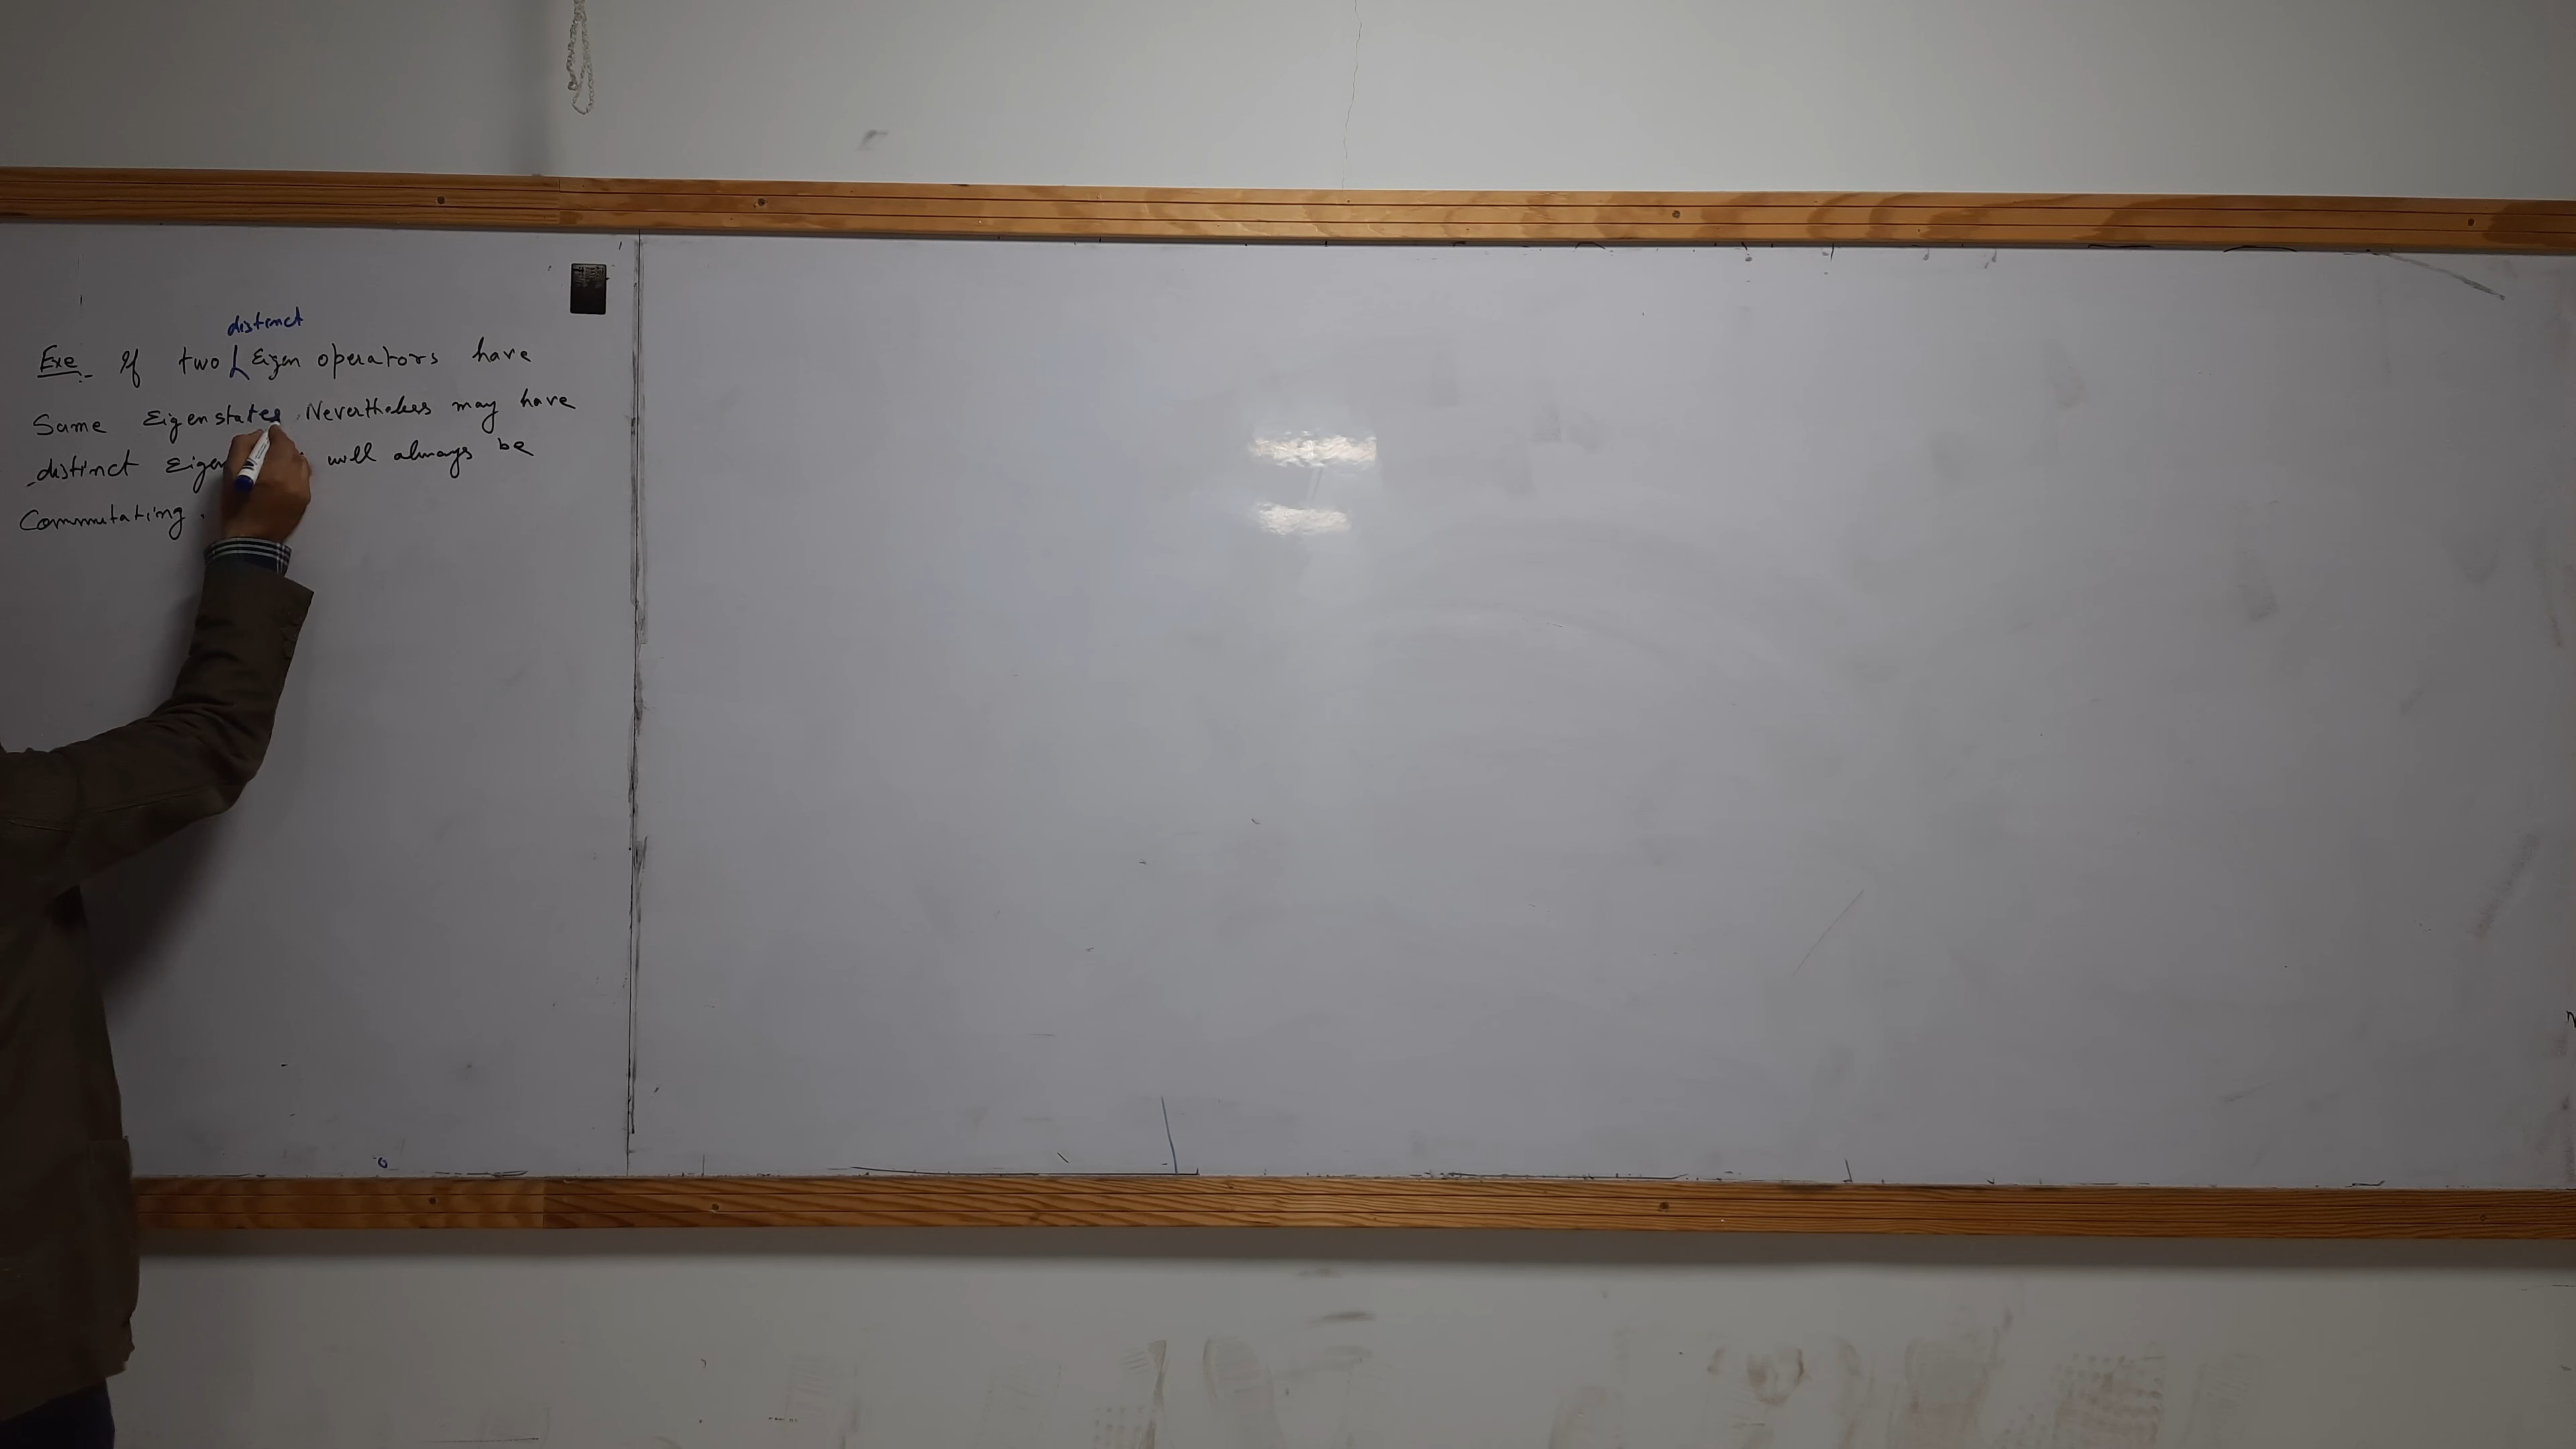 distinct
Exe :- If two Eigen operators have
Same Eigenstates, Nevertheless may have
distinct Eigen will always be
Commutating.